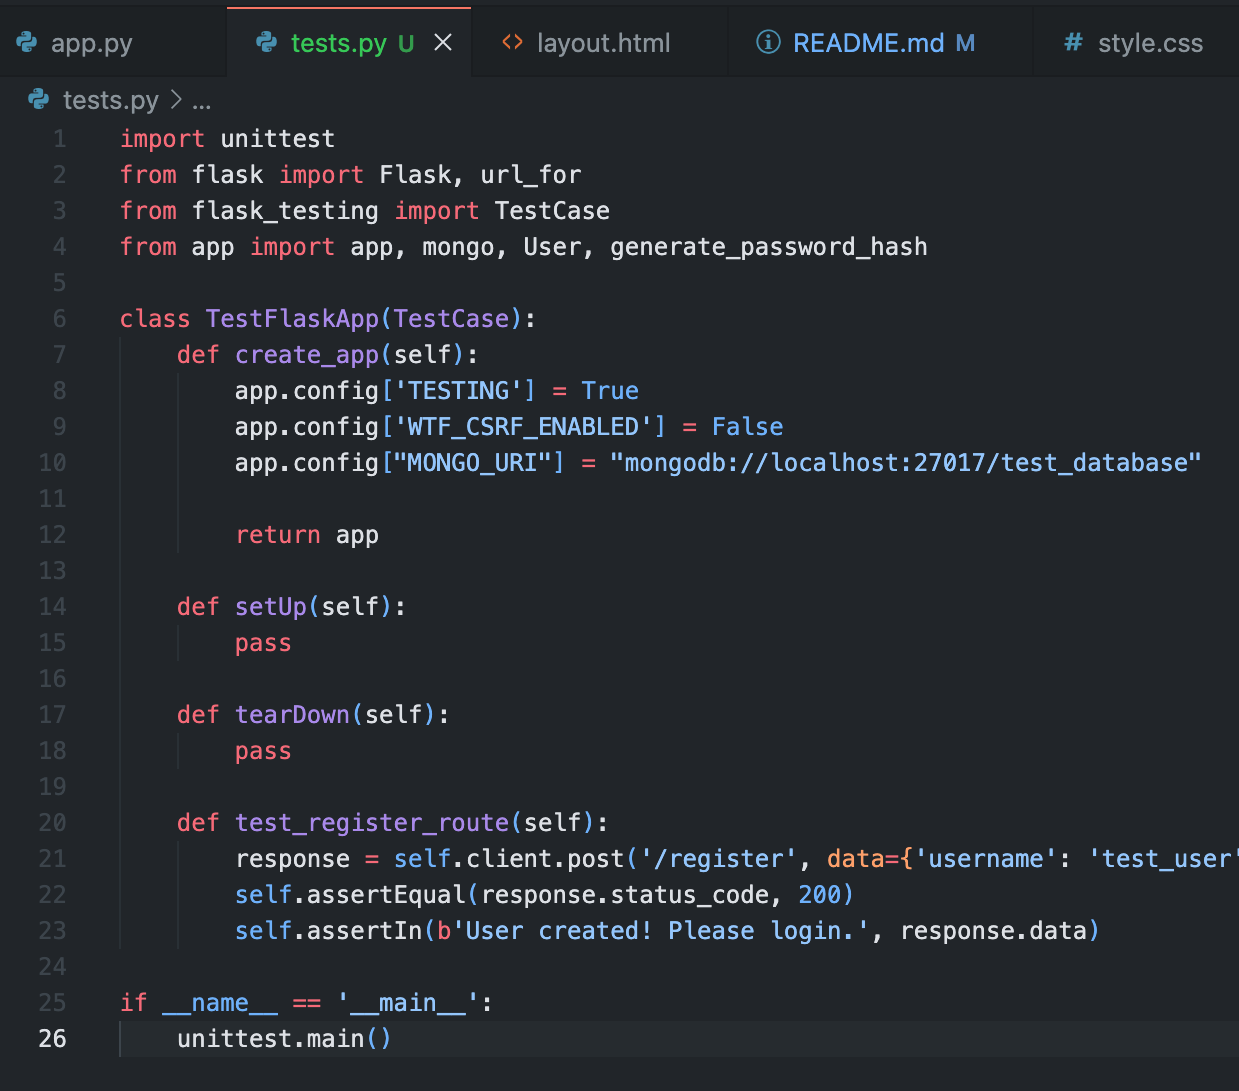 app.py tests.py U layout.html README.md M # style.css
tests.py > ...
1 import unittest
2 from flask import Flask, url_for
3 from flask_testing import TestCase
4 from app import app, mongo, User, generate_password_hash
5
6 class TestFlaskApp(TestCase):
7     def create_app(self):
8         app.config['TESTING'] = True
9         app.config['WTF_CSRF_ENABLED'] = False
10         app.config["MONGO_URI"] = "mongodb://localhost:27017/test_database"
11
12         return app
13
14     def setUp(self):
15         pass
16
17     def tearDown(self):
18         pass
19
20     def test_register_route(self):
21         response = self.client.post('/register', data={'username': 'test_user'
22         self.assertEqual(response.status_code, 200)
23         self.assertIn(b'User created! Please login.', response.data)
24
25 if __name__ == '__main__':
26     unittest.main()